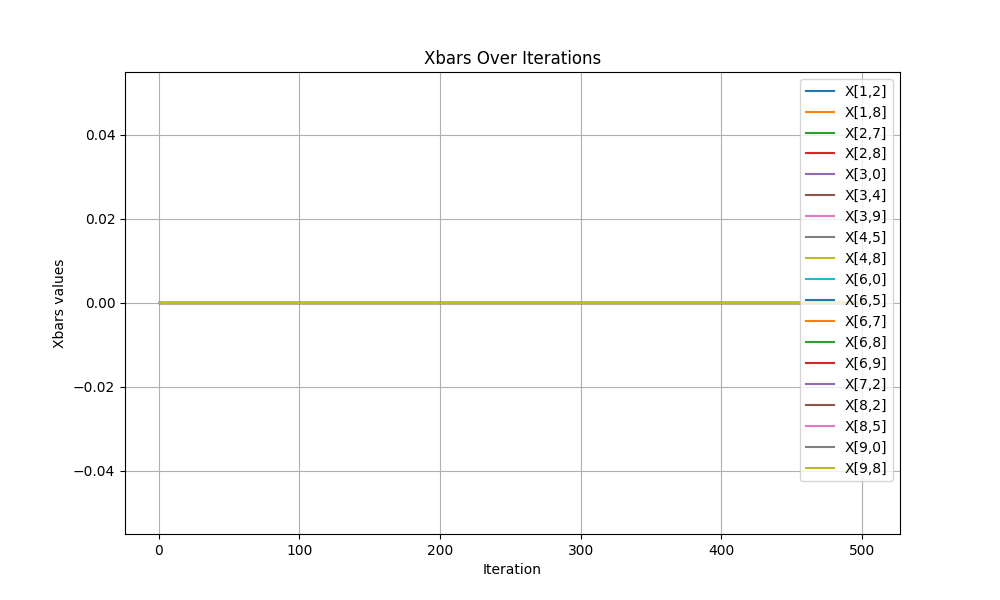 Xbars Over Iterations
Xbars values
0.04
0.02
0.00
−0.02
−0.04
0
100
200
300
400
500
Iteration
X[1,2]
X[1,8]
X[2,7]
X[2,8]
X[3,0]
X[3,4]
X[3,9]
X[4,5]
X[4,8]
X[6,0]
X[6,5]
X[6,7]
X[6,8]
X[6,9]
X[7,2]
X[8,2]
X[8,5]
X[9,0]
X[9,8]